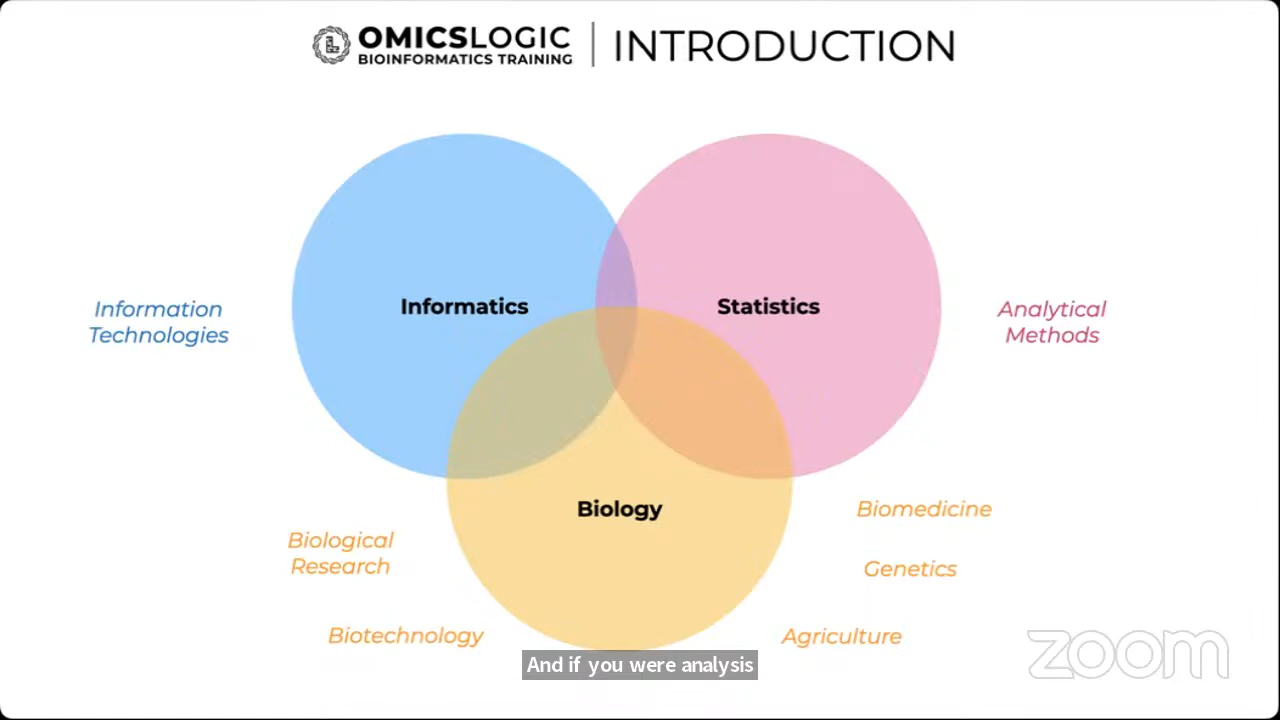 OMICSLOGIC
BIOINFORMATICS TRAINING
INTRODUCTION
Informatics
Statistics
Information
Technologies
Analytical
Methods
Biology
Biomedicine
Biological
Research
Genetics
Biotechnology
Agriculture
And if you were analysis
zoom